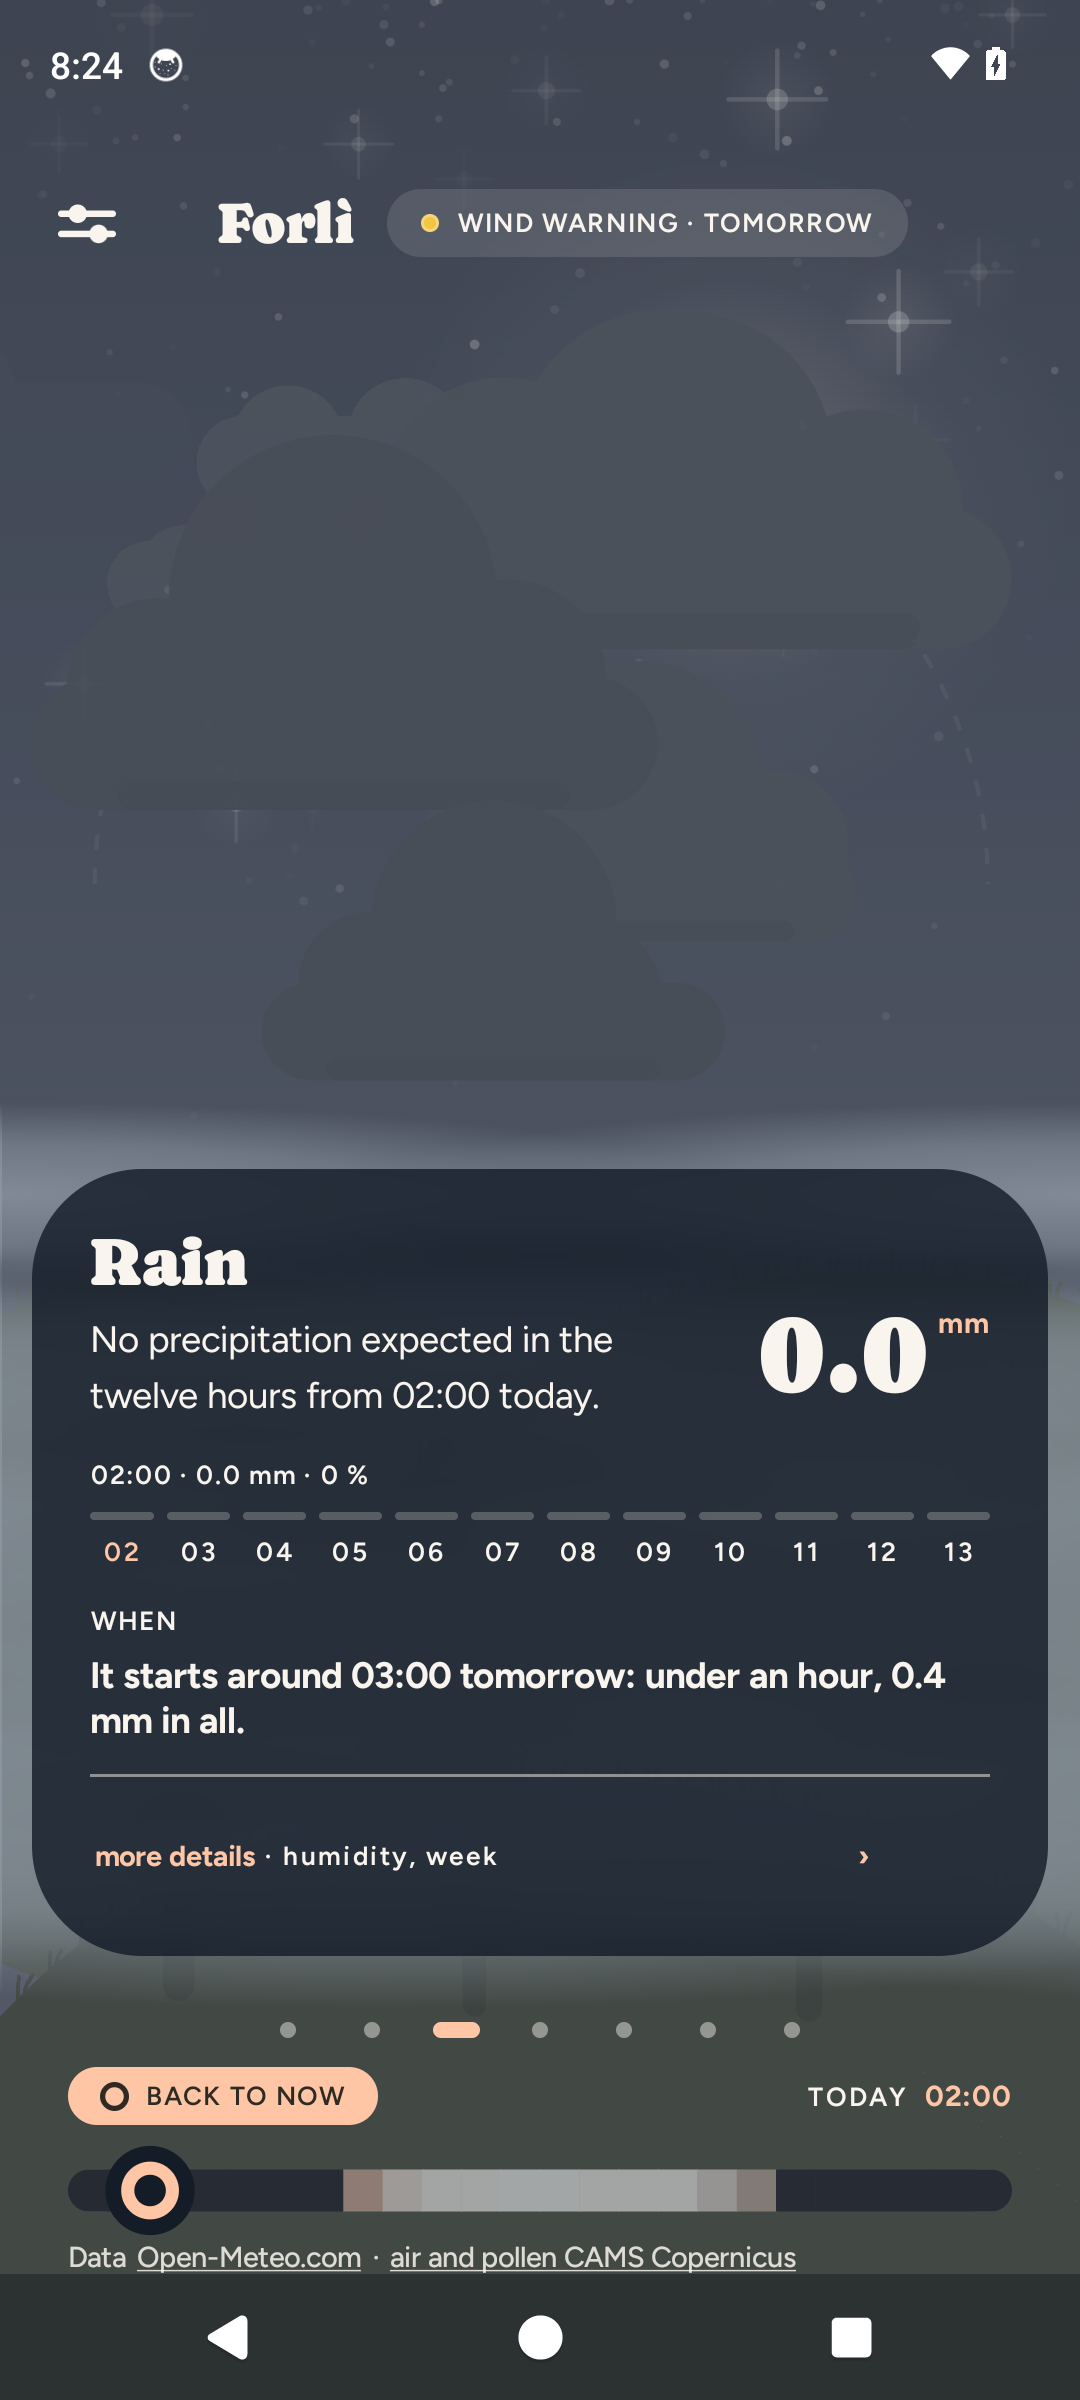 8:24
Forlì
WIND WARNING · TOMORROW
Rain
No precipitation expected in the
twelve hours from 02:00 today.
0.0 mm
02:00 · 0.0 mm · 0 %
02 03 04 05 06 07 08 09 10 11 12 13
WHEN
It starts around 03:00 tomorrow: under an hour, 0.4
mm in all.
more details · humidity, week ›
BACK TO NOW
TODAY 02:00
Data Open-Meteo.com · air and pollen CAMS Copernicus